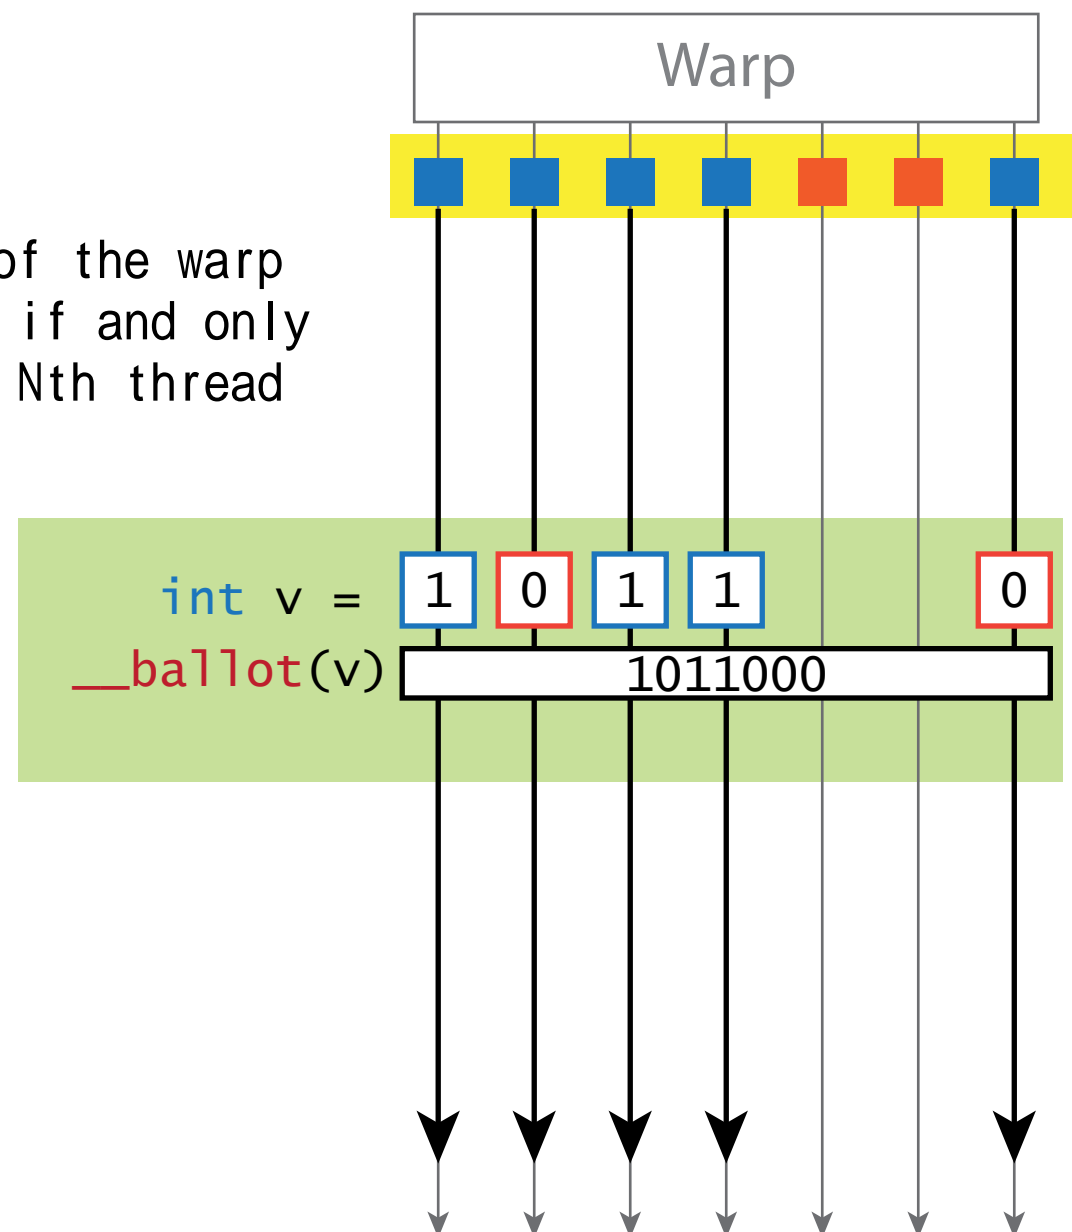 Warp
of the warp
if and only
Nth thread
int v = 1 0 1 1 0
__ballot(v) 1011000